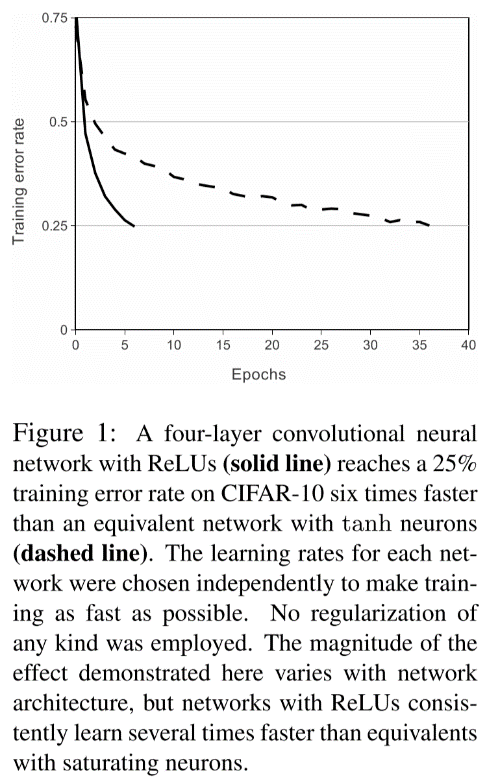 0.75
0.5
0.25
0
Training error rate
0 5 10 15 20 25 30 35 40
Epochs
Figure 1: A four-layer convolutional neural
network with ReLUs (solid line) reaches a 25%
training error rate on CIFAR-10 six times faster
than an equivalent network with tanh neurons
(dashed line). The learning rates for each net-
work were chosen independently to make train-
ing as fast as possible. No regularization of
any kind was employed. The magnitude of the
effect demonstrated here varies with network
architecture, but networks with ReLUs consis-
tently learn several times faster than equivalents
with saturating neurons.